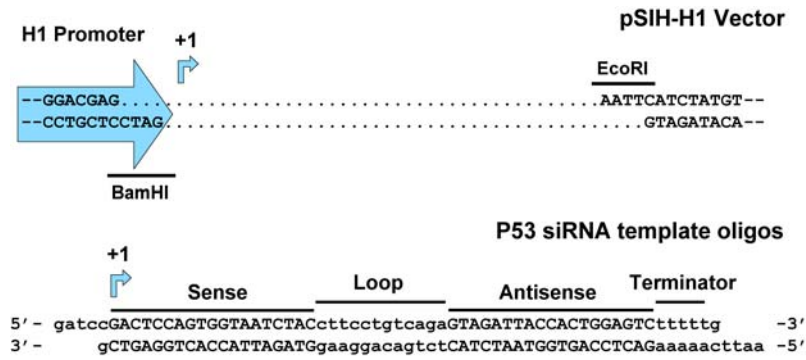 pSIH-H1 Vector
H1 Promoter
+1
EcoRI
--GGACGAG.......................................................AATTCATCTATGT--
--CCTGCTCCTAG.......................................................GTAGATACA--
BamHI
P53 siRNA template oligos
+1
Sense Loop Antisense Terminator
5’- gatccGACTCCAGTGGTAATCTACcttcctgtcagaGTAGATTACCACTGGAGTCtttttg -3’
gCTGAGGTCACCATTAGATGgaaggacagtctCATCTAATGGTGACCTCAGaaaaacttaa -5’